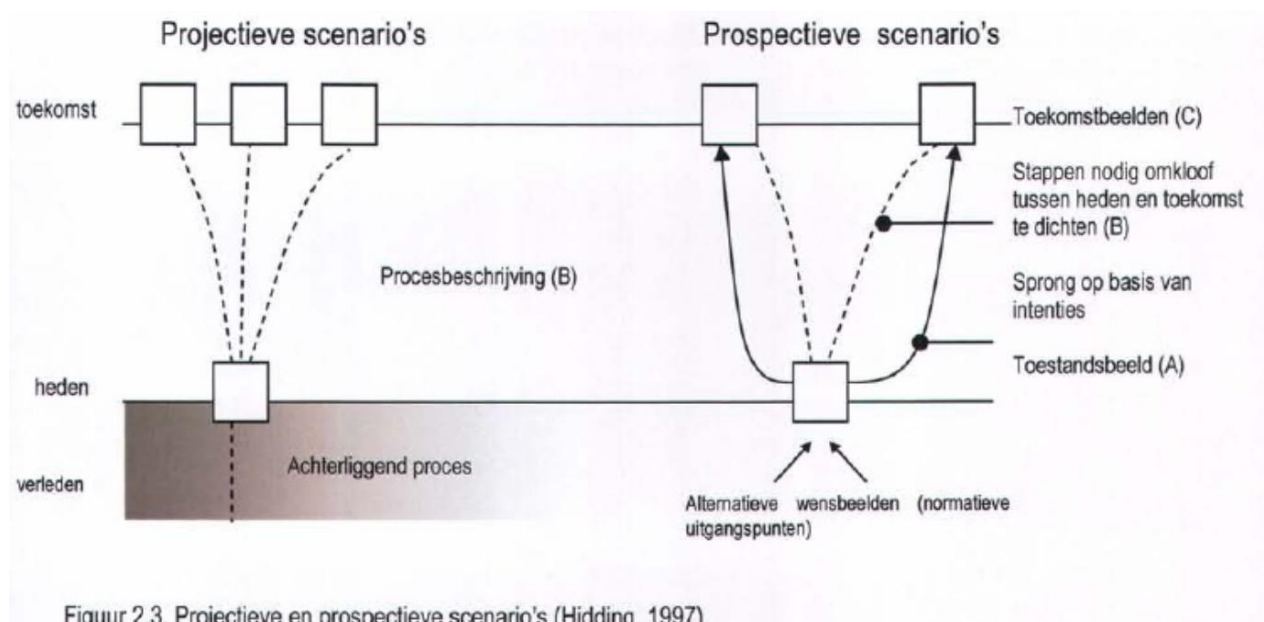 Projectieve scenario's
Prospectieve scenario's
toekomst
Toekomstbeelden (C)
Stappen nodig omkloof
tussen heden en toekomst
te dichten (B)
Procesbeschrijving (B)
Sprong op basis van
intenties
Toestandsbeeld (A)
heden
Achterliggend proces
verleden
Alternatieve wensbeelden (normatieve
uitgangspunten)
Figuur 2.3. Projectieve en prospectieve scenario's (Hidding, 1997)